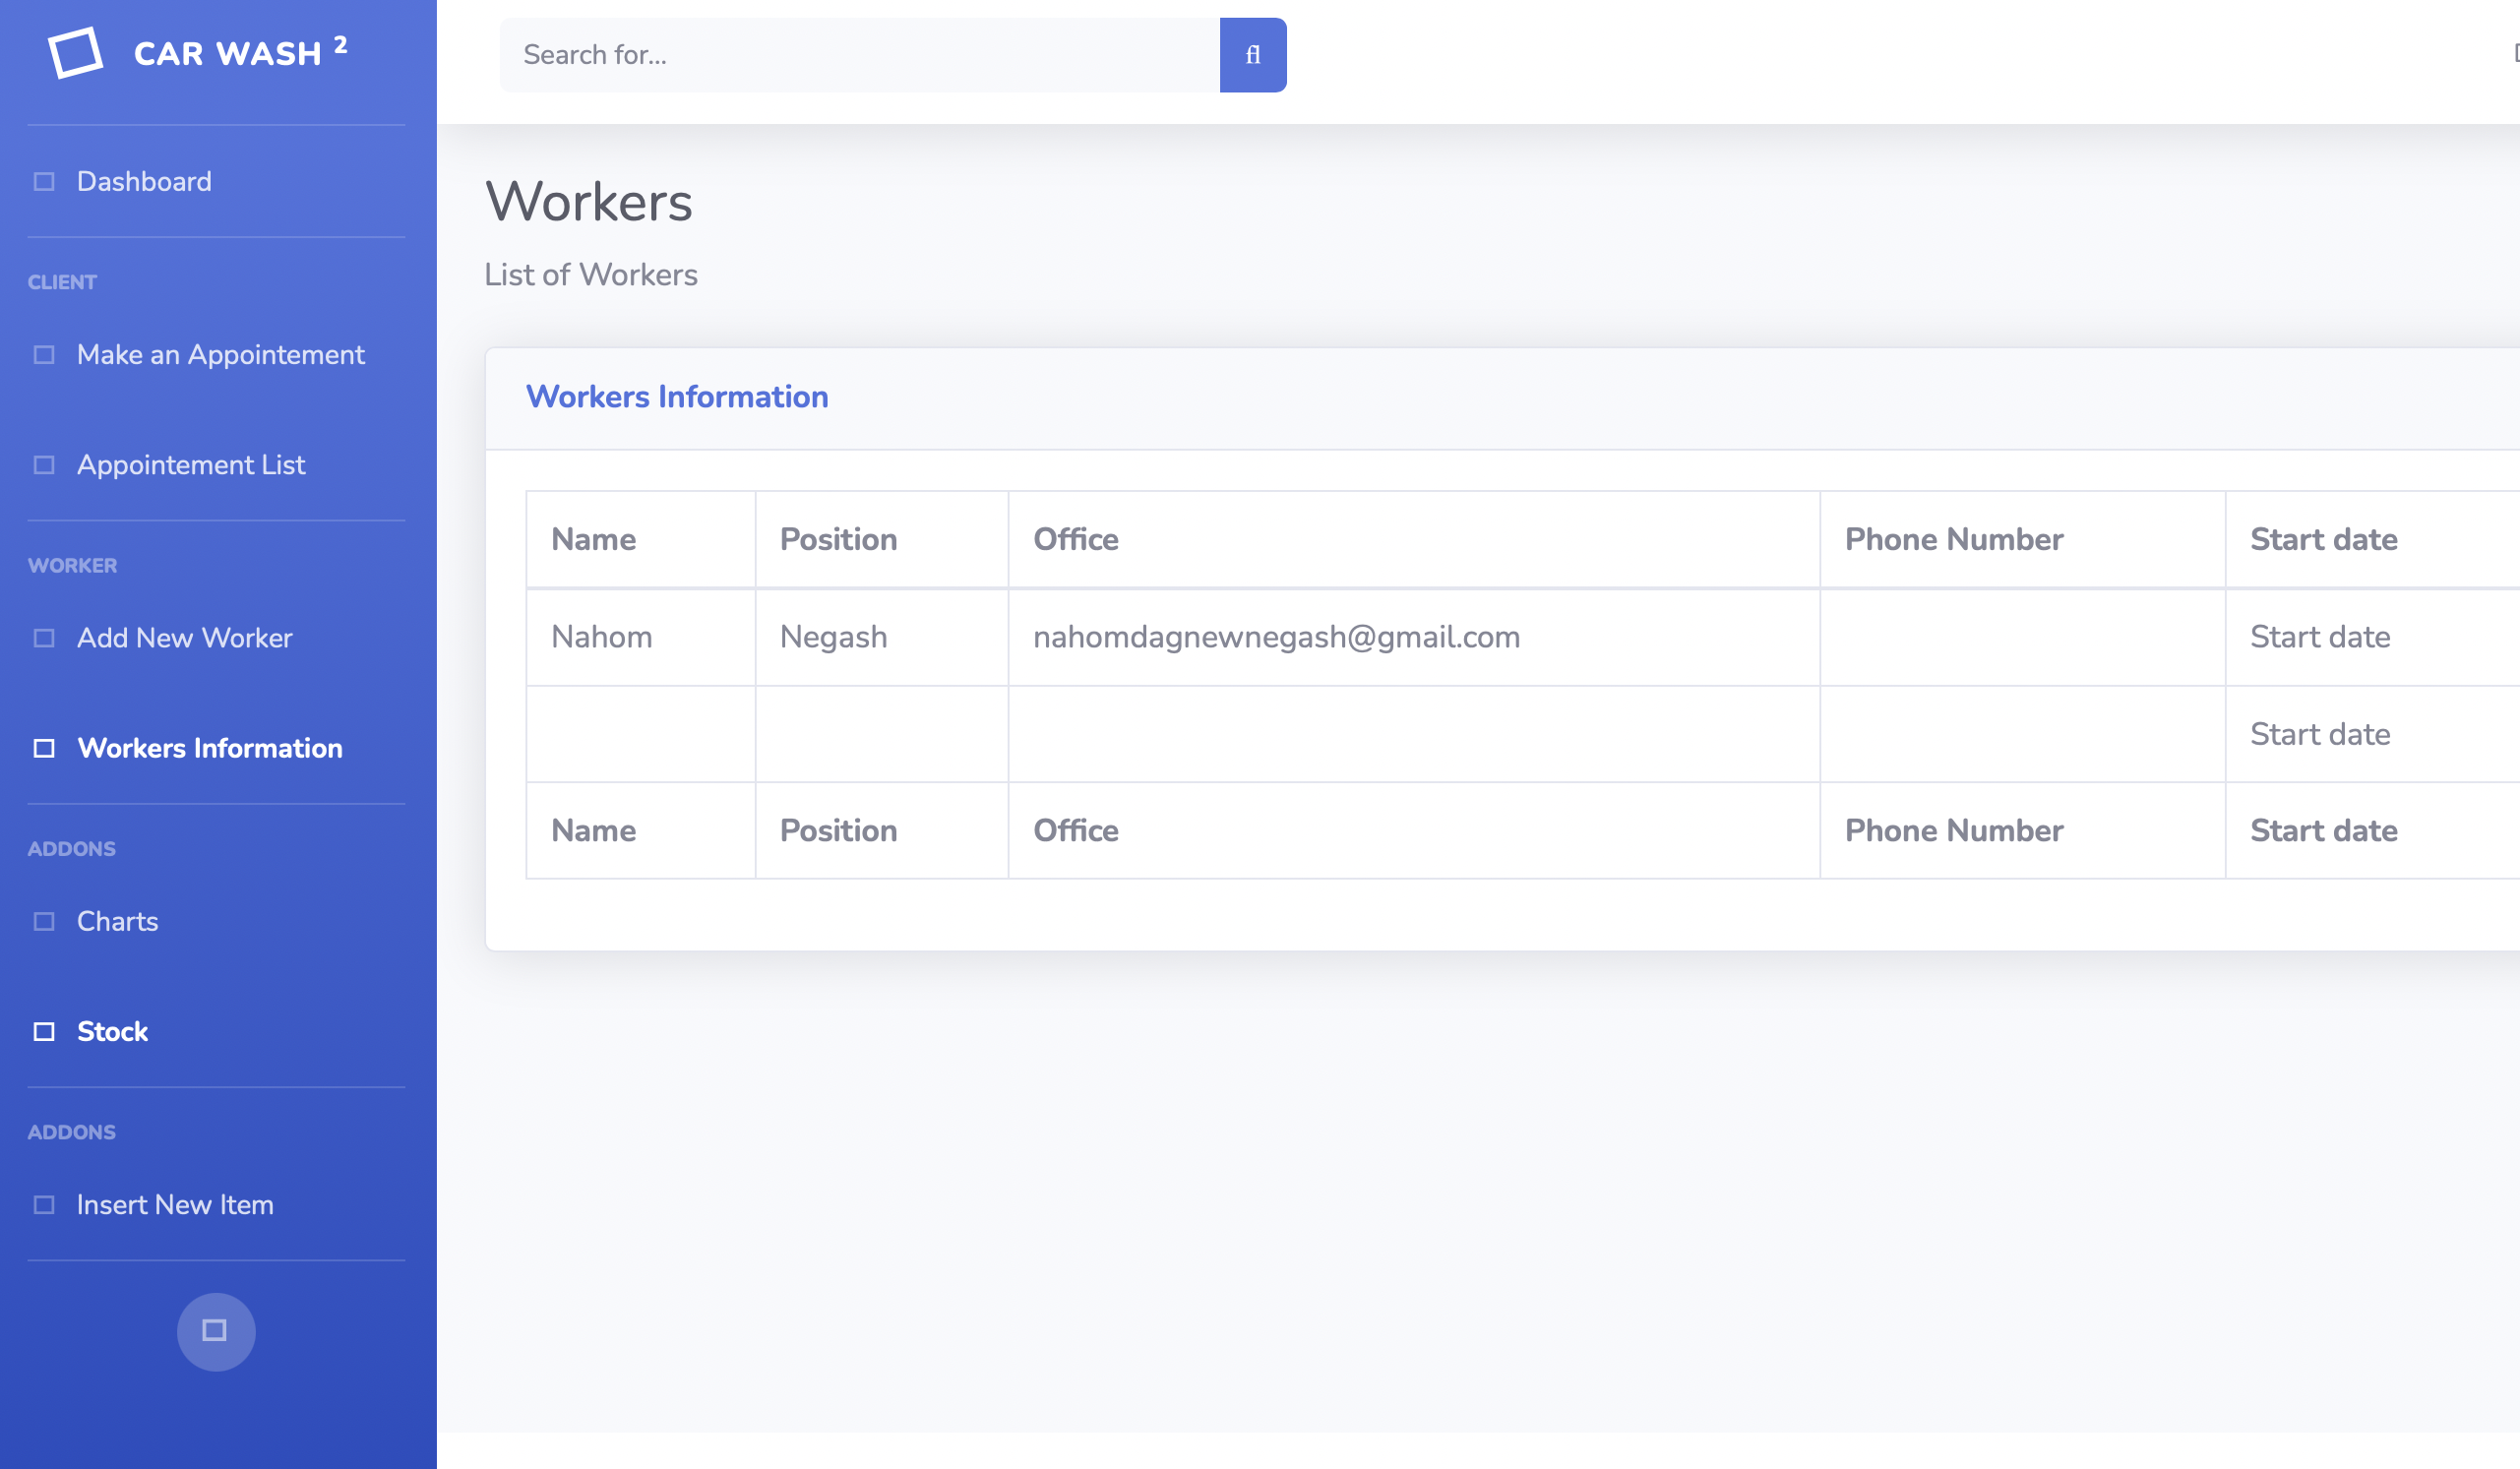 CAR WASH 2
Search for...
Dashboard
CLIENT
Make an Appointement
Appointement List
WORKER
Add New Worker
Workers Information
ADDONS
Charts
Stock
ADDONS
Insert New Item
Workers
List of Workers
Workers Information
Name Position Office Phone Number Start date
Nahom Negash nahomdagnewnegash@gmail.com Start date
Start date
Name Position Office Phone Number Start date